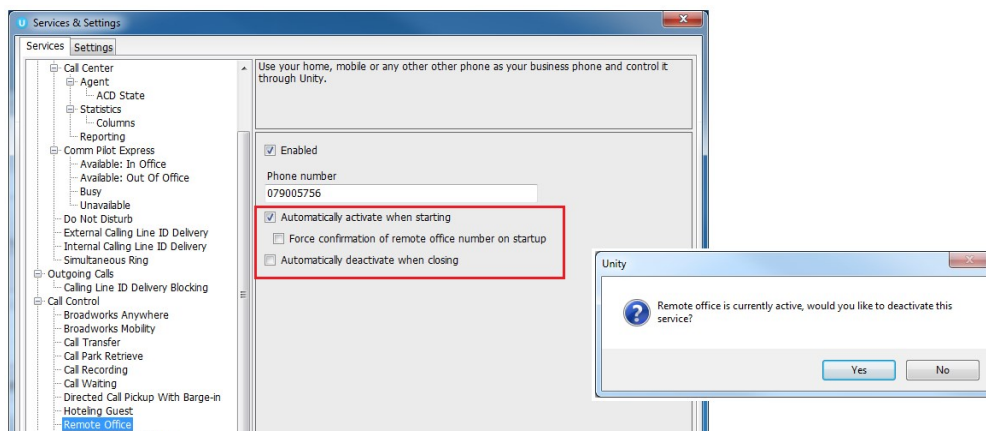 Services & Settings
Services
Settings
Call Center
Agent
ACD State
Statistics
Columns
Reporting
Comm Pilot Express
Available: In Office
Available: Out Of Office
Busy
Unavailable
Do Not Disturb
External Calling Line ID Delivery
Internal Calling Line ID Delivery
Simultaneous Ring
Outgoing Calls
Calling Line ID Delivery Blocking
Call Control
Broadworks Anywhere
Broadworks Mobility
Call Transfer
Call Park Retrieve
Call Recording
Call Waiting
Directed Call Pickup With Barge-in
Hoteling Guest
Remote Office
Use your home, mobile or any other other phone as your business phone and control it
through Unity.
Enabled
Phone number
079005756
Automatically activate when starting
Force confirmation of remote office number on startup
Automatically deactivate when closing
Unity
Remote office is currently active, would you like to deactivate this
service?
Yes
No